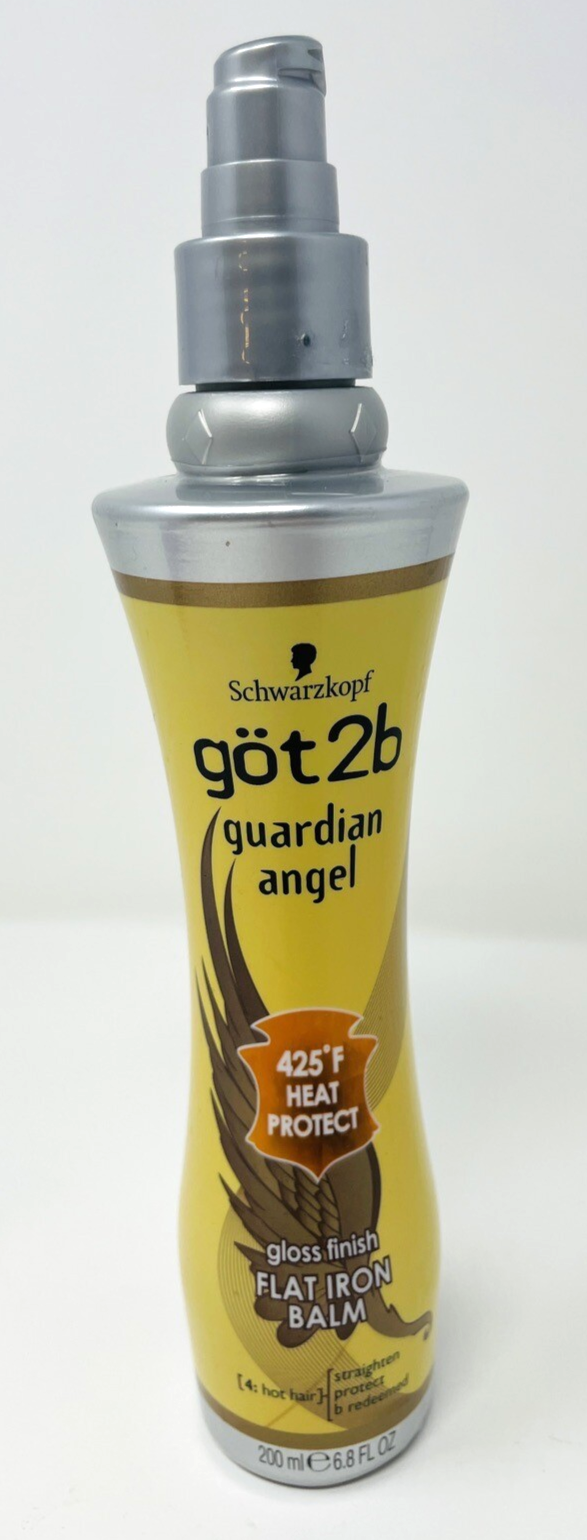 Schwarzkopf
göt2b
guardian
angel
425°F
HEAT
PROTECT
gloss finish
FLAT IRON
BALM
[4: hot hair]
straighten
protect
b redeemed
200 ml e 6.8 FL OZ